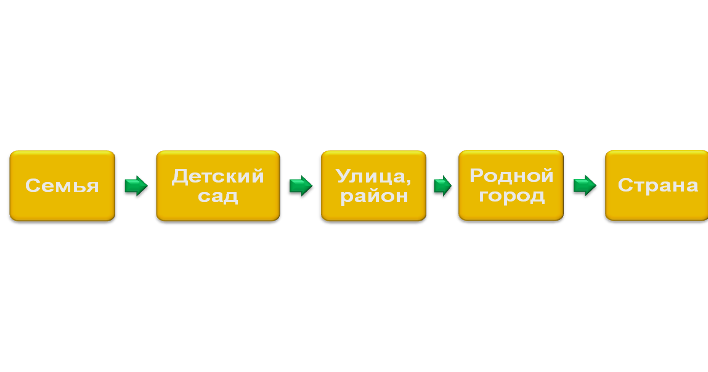 Семья
Детский
сад
Улица,
район
Родной
город
Страна